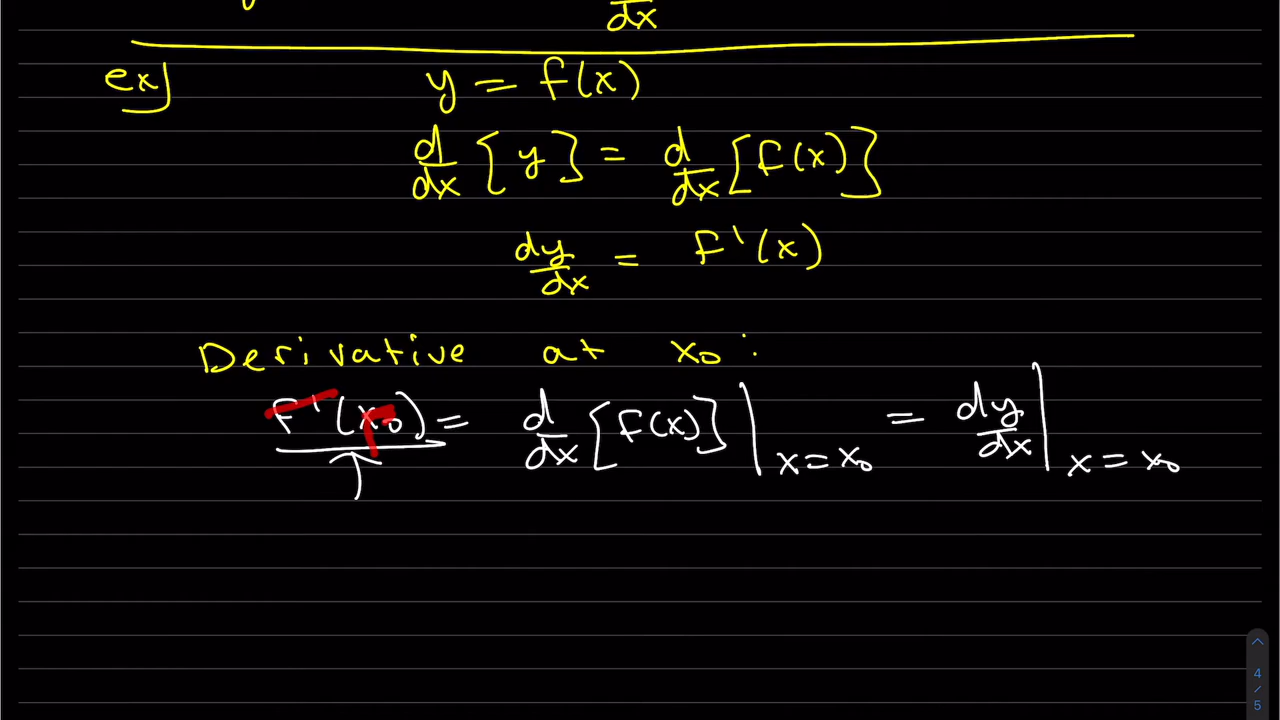 d/dx
ex]
y = f(x)
d/dx [y] = d/dx [f(x)]
dy/dx = f'(x)
Derivative at x₀:
f'(x₀) = d/dx [f(x)] |ₓ₌ₓ₀ = dy/dx |ₓ₌ₓ₀
4/5